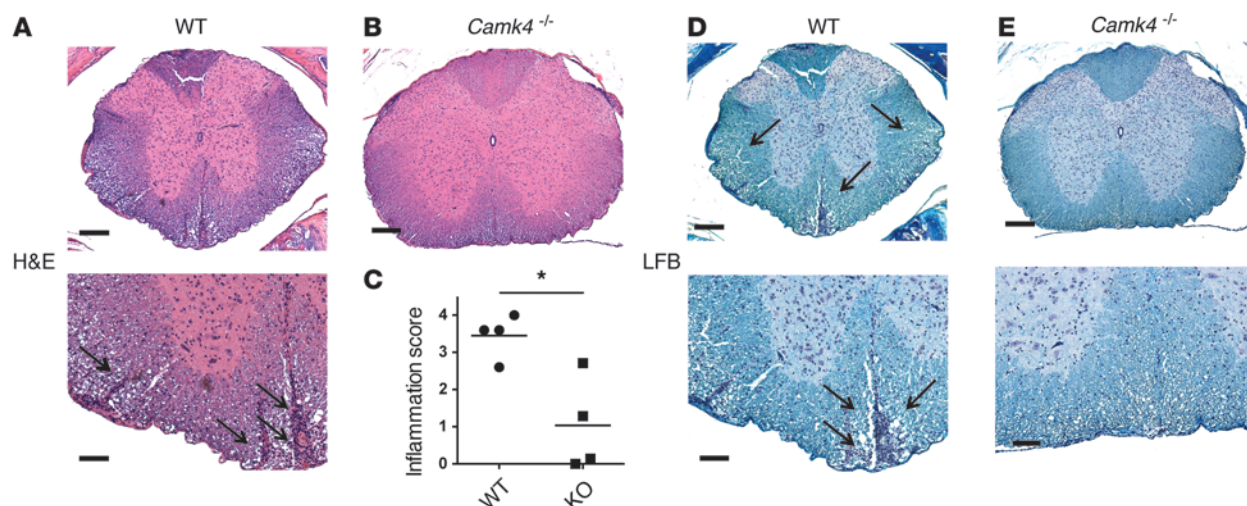 A WT
B Camk4 -/-
D WT
E Camk4 -/-
H&E
C
*
Inflammation score
4
3
2
1
0
WT
KO
LFB